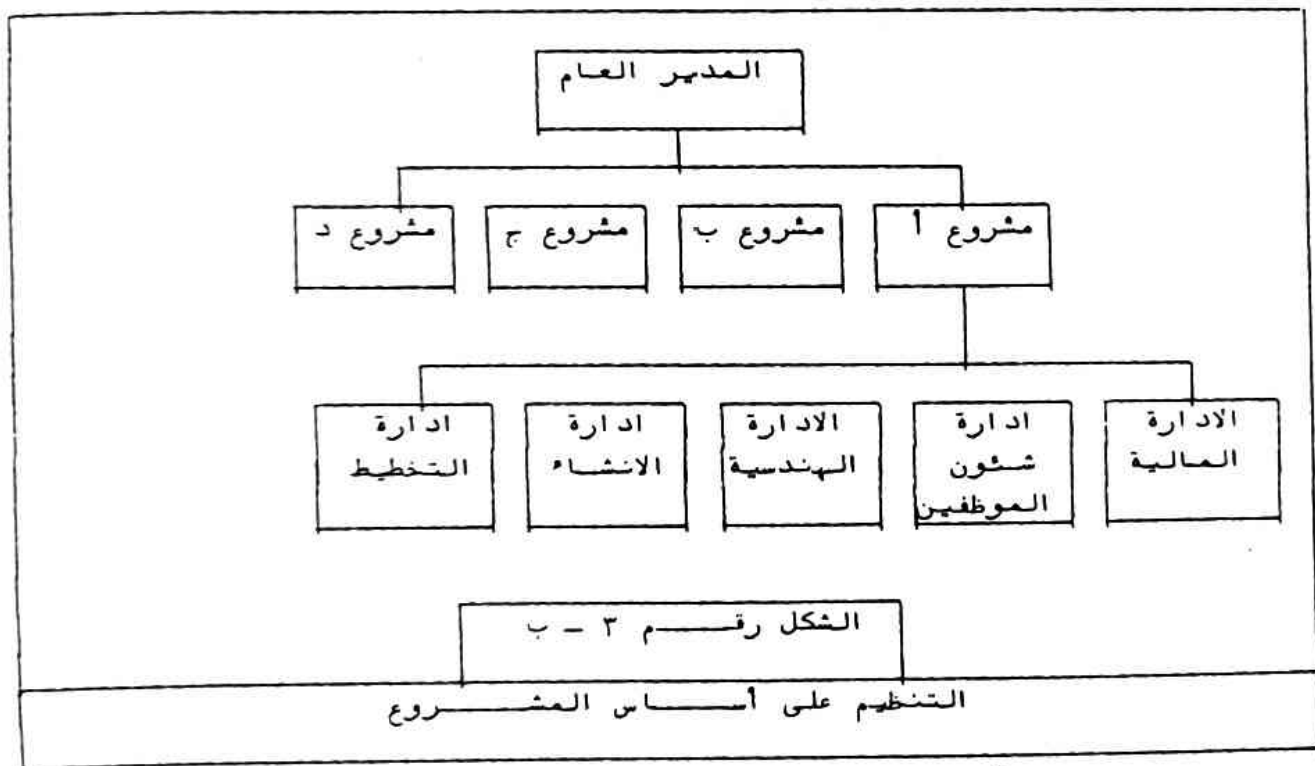 المدير العام
مشروع أ
مشروع ب
مشروع ج
مشروع د
الادارة
المالية
ادارة
شئون
الموظفين
الادارة
الهندسية
ادارة
الانشاء
ادارة
التخطيط
الشكل رقم ٣ - ب
التنظيم على أساس المشروع